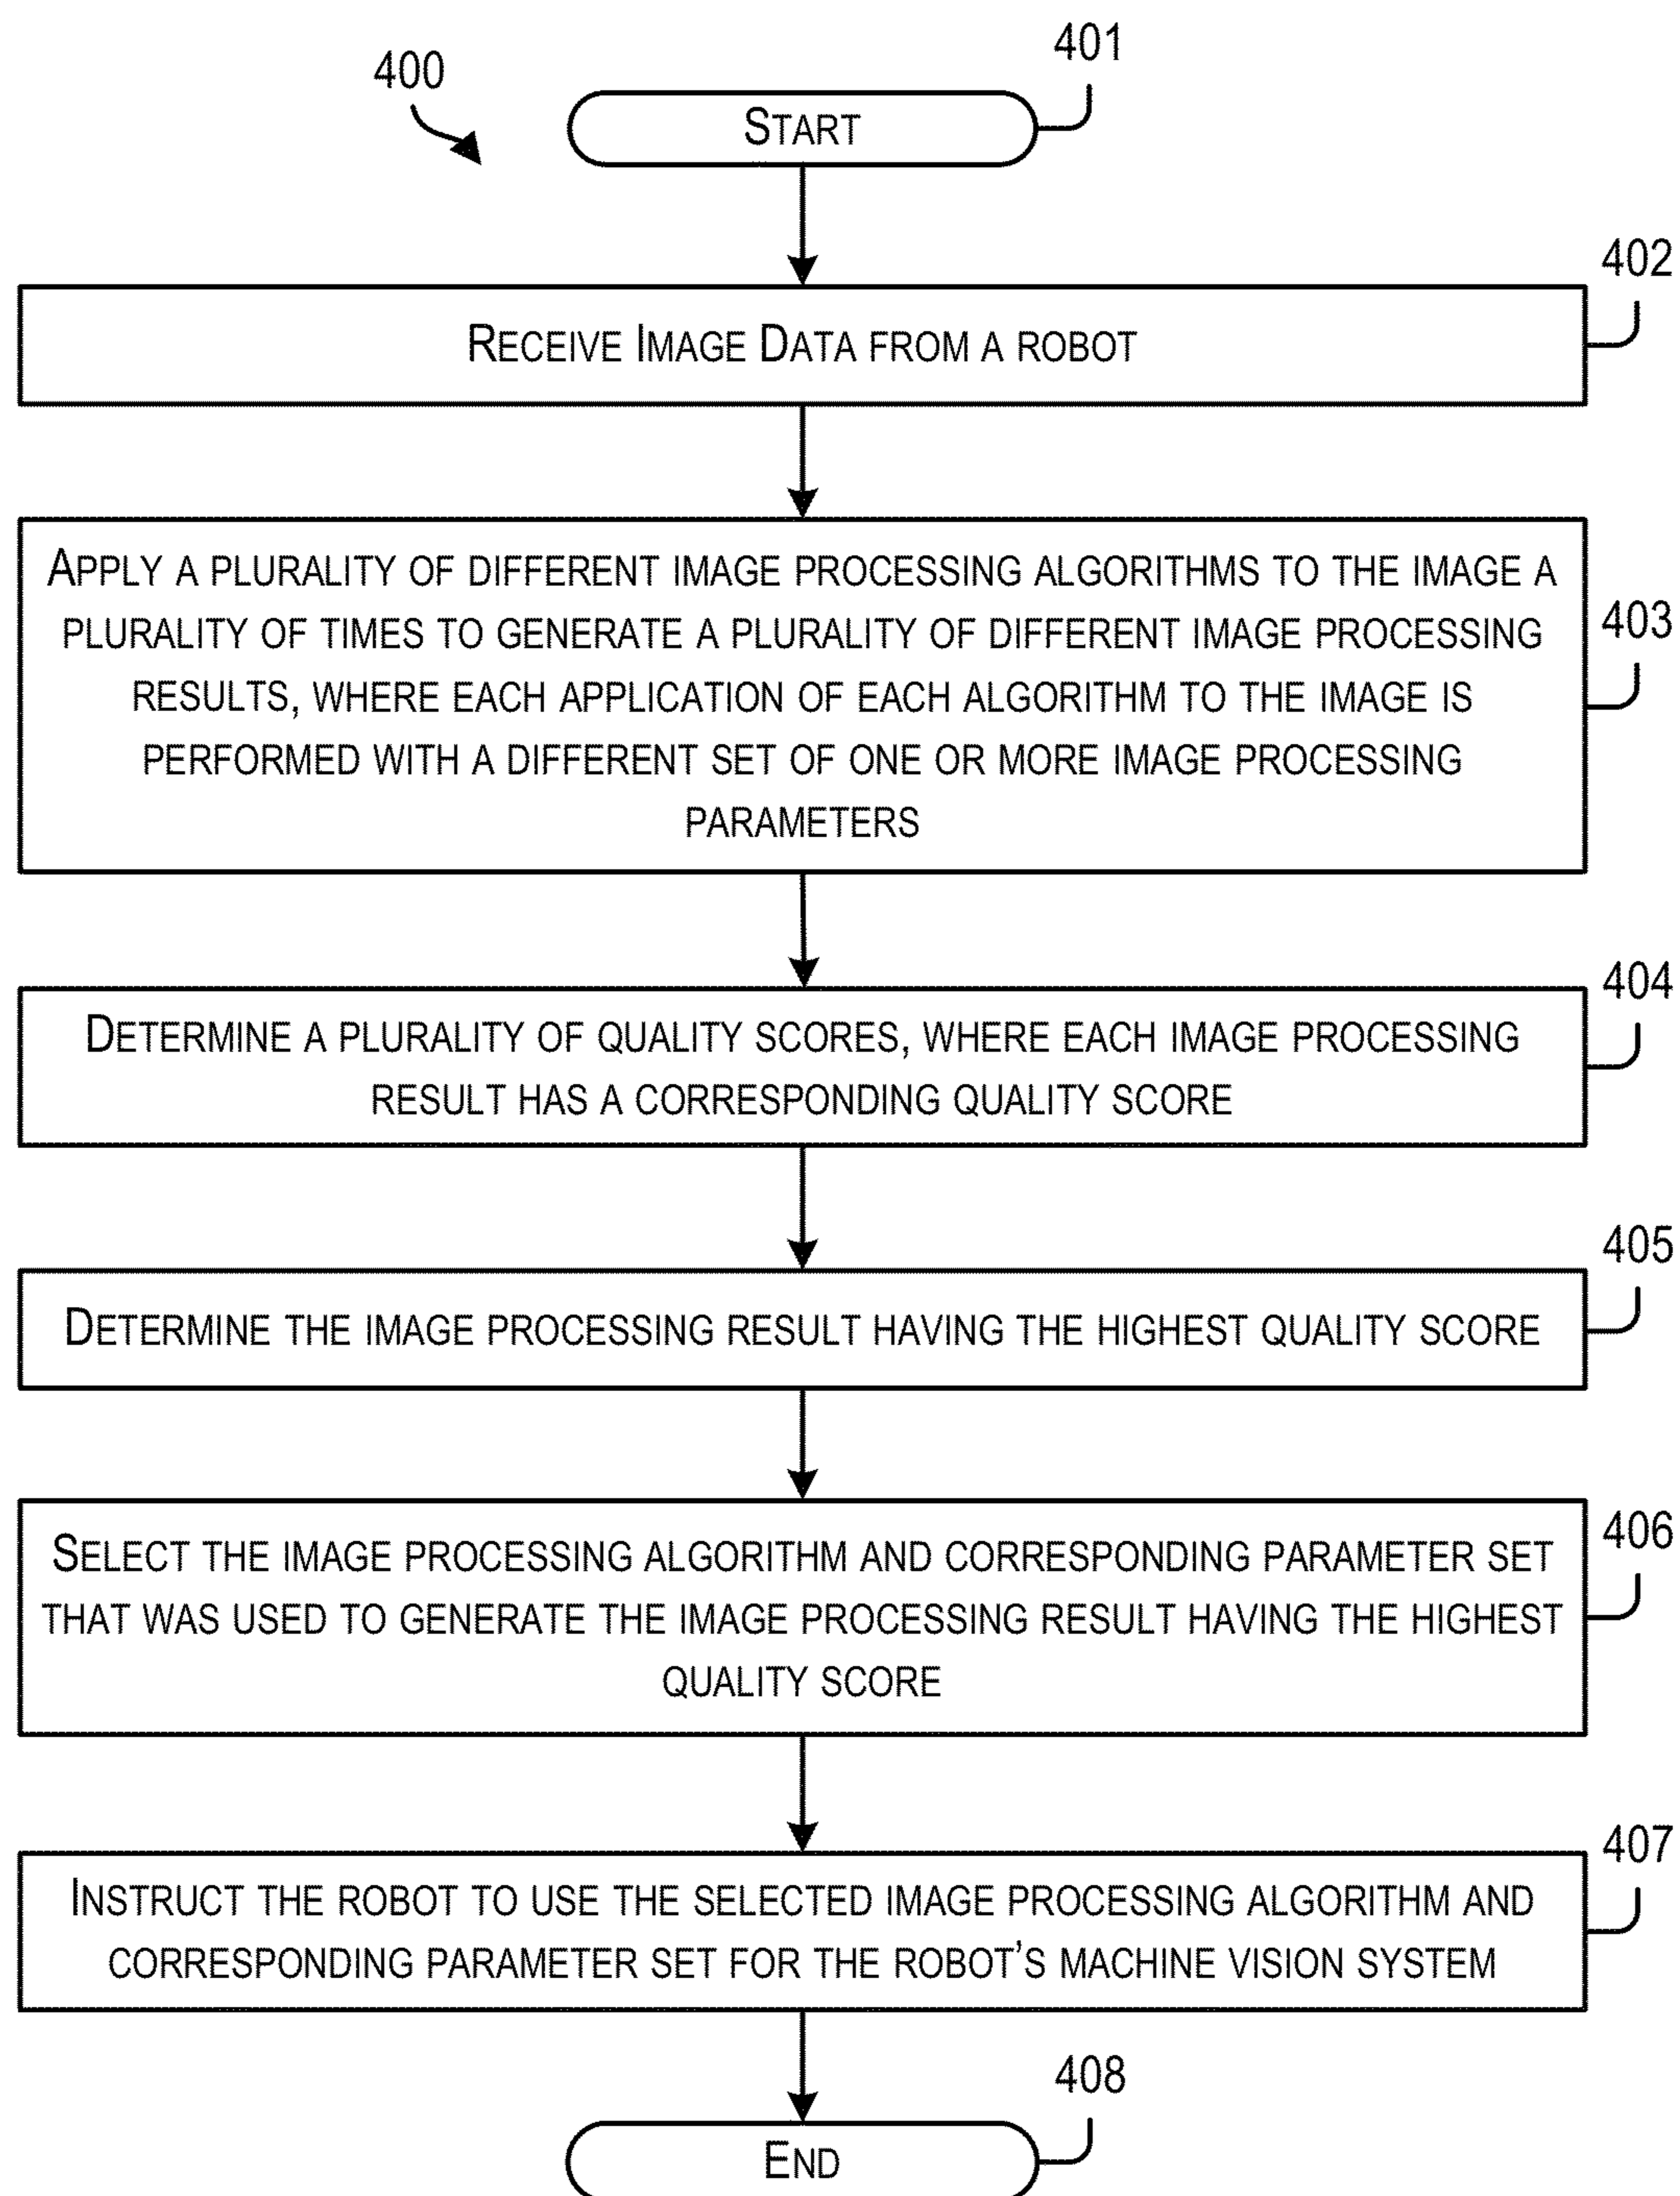 400
401
START
402
RECEIVE IMAGE DATA FROM A ROBOT
APPLY A PLURALITY OF DIFFERENT IMAGE PROCESSING ALGORITHMS TO THE IMAGE A
PLURALITY OF TIMES TO GENERATE A PLURALITY OF DIFFERENT IMAGE PROCESSING
403
RESULTS, WHERE EACH APPLICATION OF EACH ALGORITHM TO THE IMAGE IS
PERFORMED WITH A DIFFERENT SET OF ONE OR MORE IMAGE PROCESSING
PARAMETERS
404
DETERMINE A PLURALITY OF QUALITY SCORES, WHERE EACH IMAGE PROCESSING
RESULT HAS A CORRESPONDING QUALITY SCORE
405
DETERMINE THE IMAGE PROCESSING RESULT HAVING THE HIGHEST QUALITY SCORE
406
SELECT THE IMAGE PROCESSING ALGORITHM AND CORRESPONDING PARAMETER SET
THAT WAS USED TO GENERATE THE IMAGE PROCESSING RESULT HAVING THE HIGHEST
QUALITY SCORE
407
INSTRUCT THE ROBOT TO USE THE SELECTED IMAGE PROCESSING ALGORITHM AND
CORRESPONDING PARAMETER SET FOR THE ROBOT'S MACHINE VISION SYSTEM
408
END